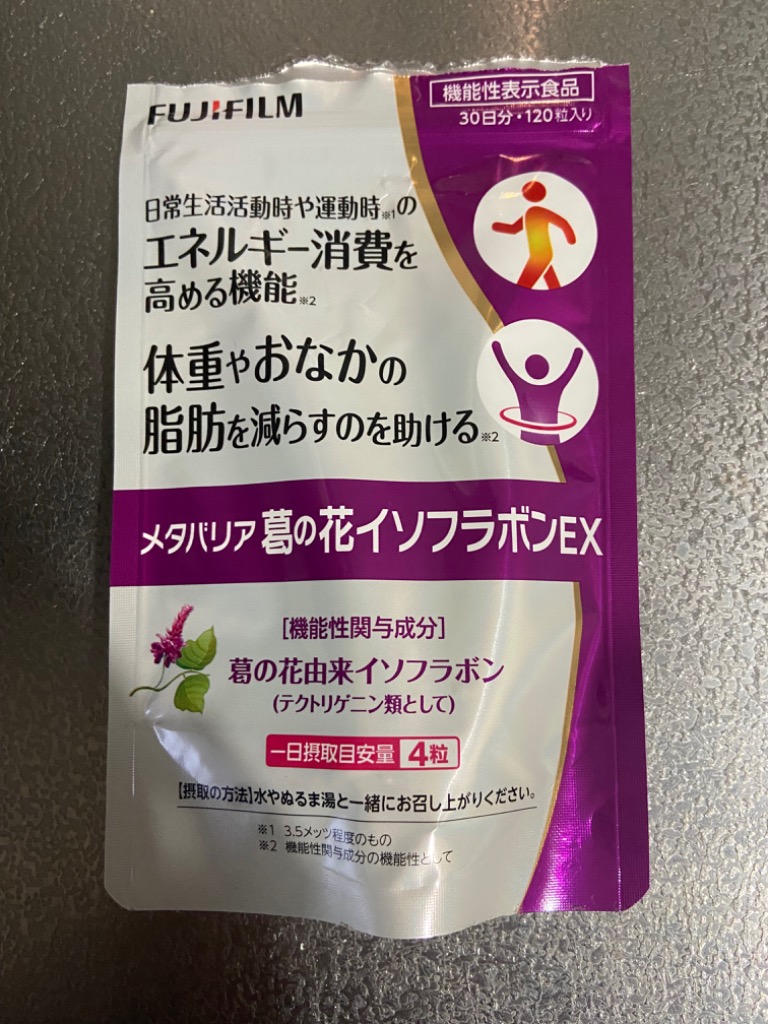 FUJIFILM
機能性表示食品
30日分・120粒入り
日常生活活動時や運動時※1の
エネルギー消費を
高める機能※2
体重やおなかの
脂肪を減らすのを助ける※2
メタバリア 葛の花イソフラボンEX
[機能性関与成分]
葛の花由来イソフラボン
(テクトリゲニン類として)
一日摂取目安量 4粒
【摂取の方法】水やぬるま湯と一緒にお召し上がりください。
※1 3.5メッツ程度のもの
※2 機能性関与成分の機能性として